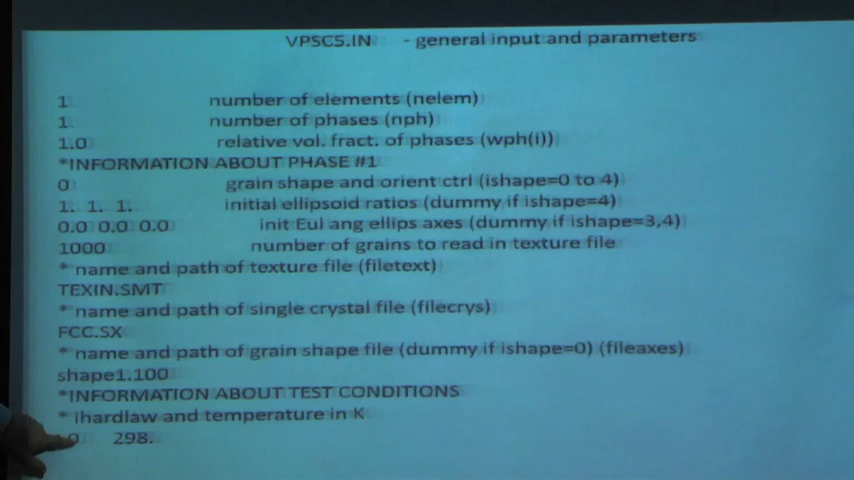 VPSC5.IN - general input and parameters
1 number of elements (nelem)
1 number of phases (nph)
1.0 relative vol. fract. of phases (wph(i))
*INFORMATION ABOUT PHASE #1
0 grain shape and orient ctrl (ishape=0 to 4)
1. 1. 1. initial ellipsoid ratios (dummy if ishape=4)
0.0 0.0 0.0 init Eul ang ellips axes (dummy if ishape=3,4)
1000 number of grains to read in texture file
* name and path of texture file (filetext)
TEXIN.SMT
* name and path of single crystal file (filecrys)
FCC.SX
* name and path of grain shape file (dummy if ishape=0) (fileaxes)
shape1.100
*INFORMATION ABOUT TEST CONDITIONS
* ihardlaw and temperature in K
0 298.